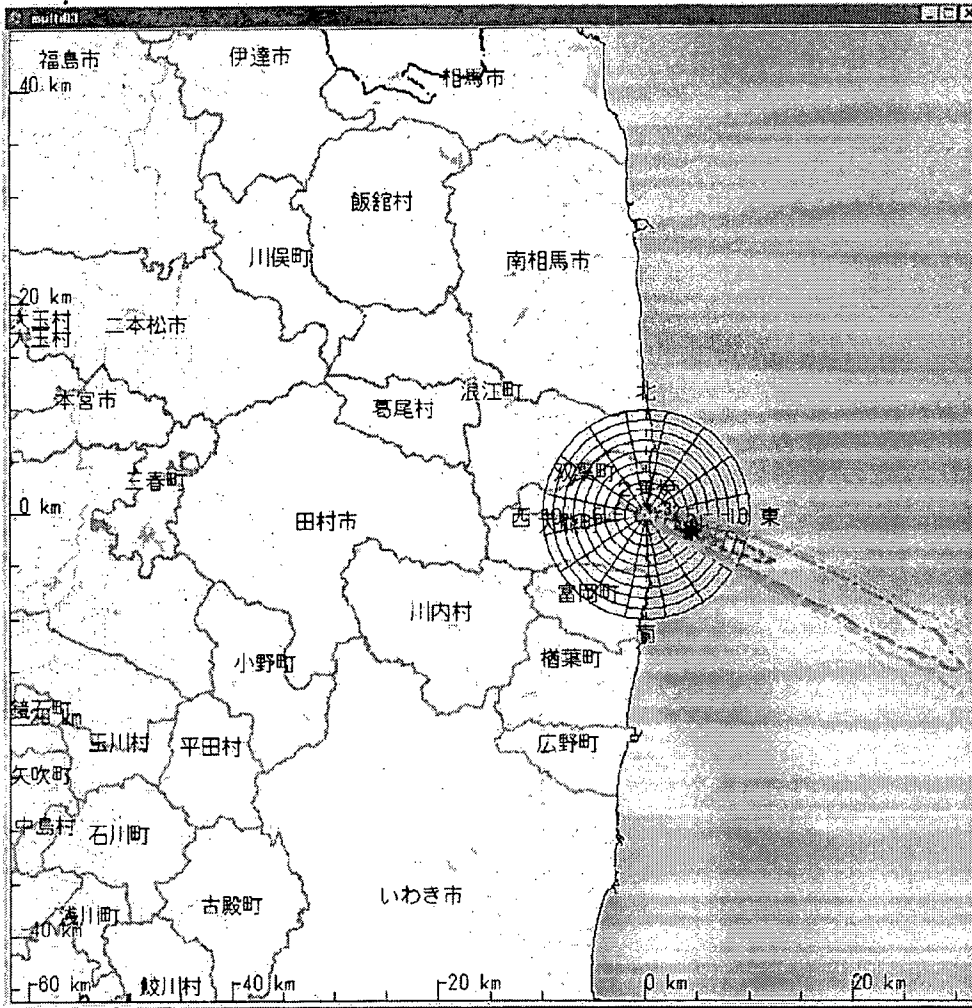 福島市
伊達市
相馬市
40 km
飯舘村
川俣町
南相馬市
20 km
大玉村
大玉村
二本松市
本宮市
葛尾村
浪江町
北
三春町
双葉町
0 km
田村市
西
東
川内村
富岡町
南
小野町
楢葉町
鏡石町
玉川村
平田村
広野町
矢吹町
中島村
石川町
いわき市
浅川町
古殿町
-40 km
鮫川村
60 km
40 km
20 km
0 km
20 km